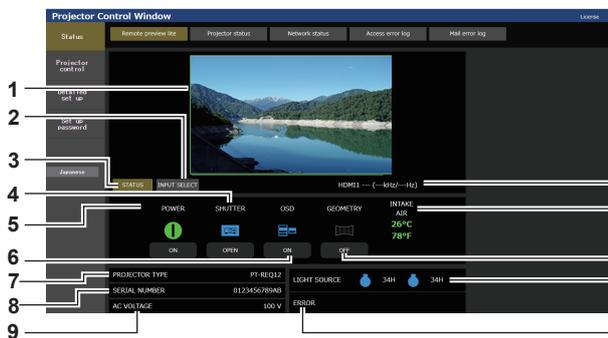 Projector Control Window
License
Status
Remote preview lite
Projector status
Network status
Access error log
Mail error log
Projector
control
Detailed
set up
Set up
password
Japanese
1
2
3
4
5
6
7
8
9
STATUS
INPUT SELECT
HDMI1 --- (---kHz/---Hz)
POWER
SHUTTER
OSD
GEOMETRY
INTAKE
AIR
26°C
78°F
ON
OPEN
ON
OFF
PROJECTOR TYPE
PT-REQ12
SERIAL NUMBER
0123456789AB
AC VOLTAGE
100 V
LIGHT SOURCE
34H
34H
ERROR